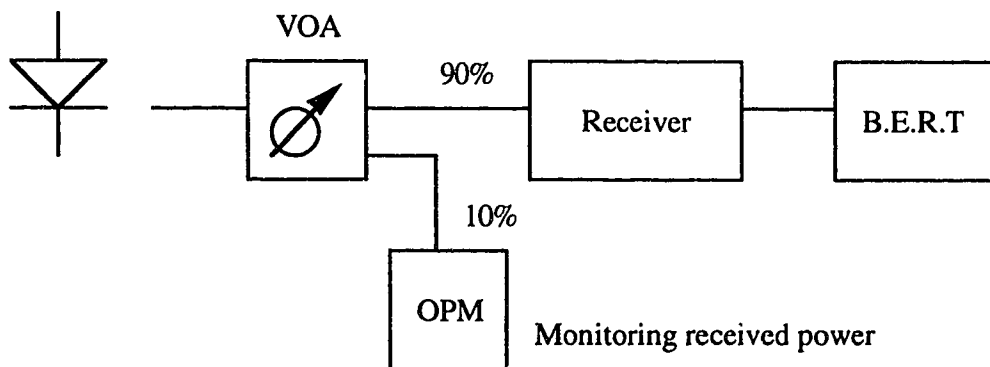 VOA
90%
Receiver
B.E.R.T
10%
OPM
Monitoring received power